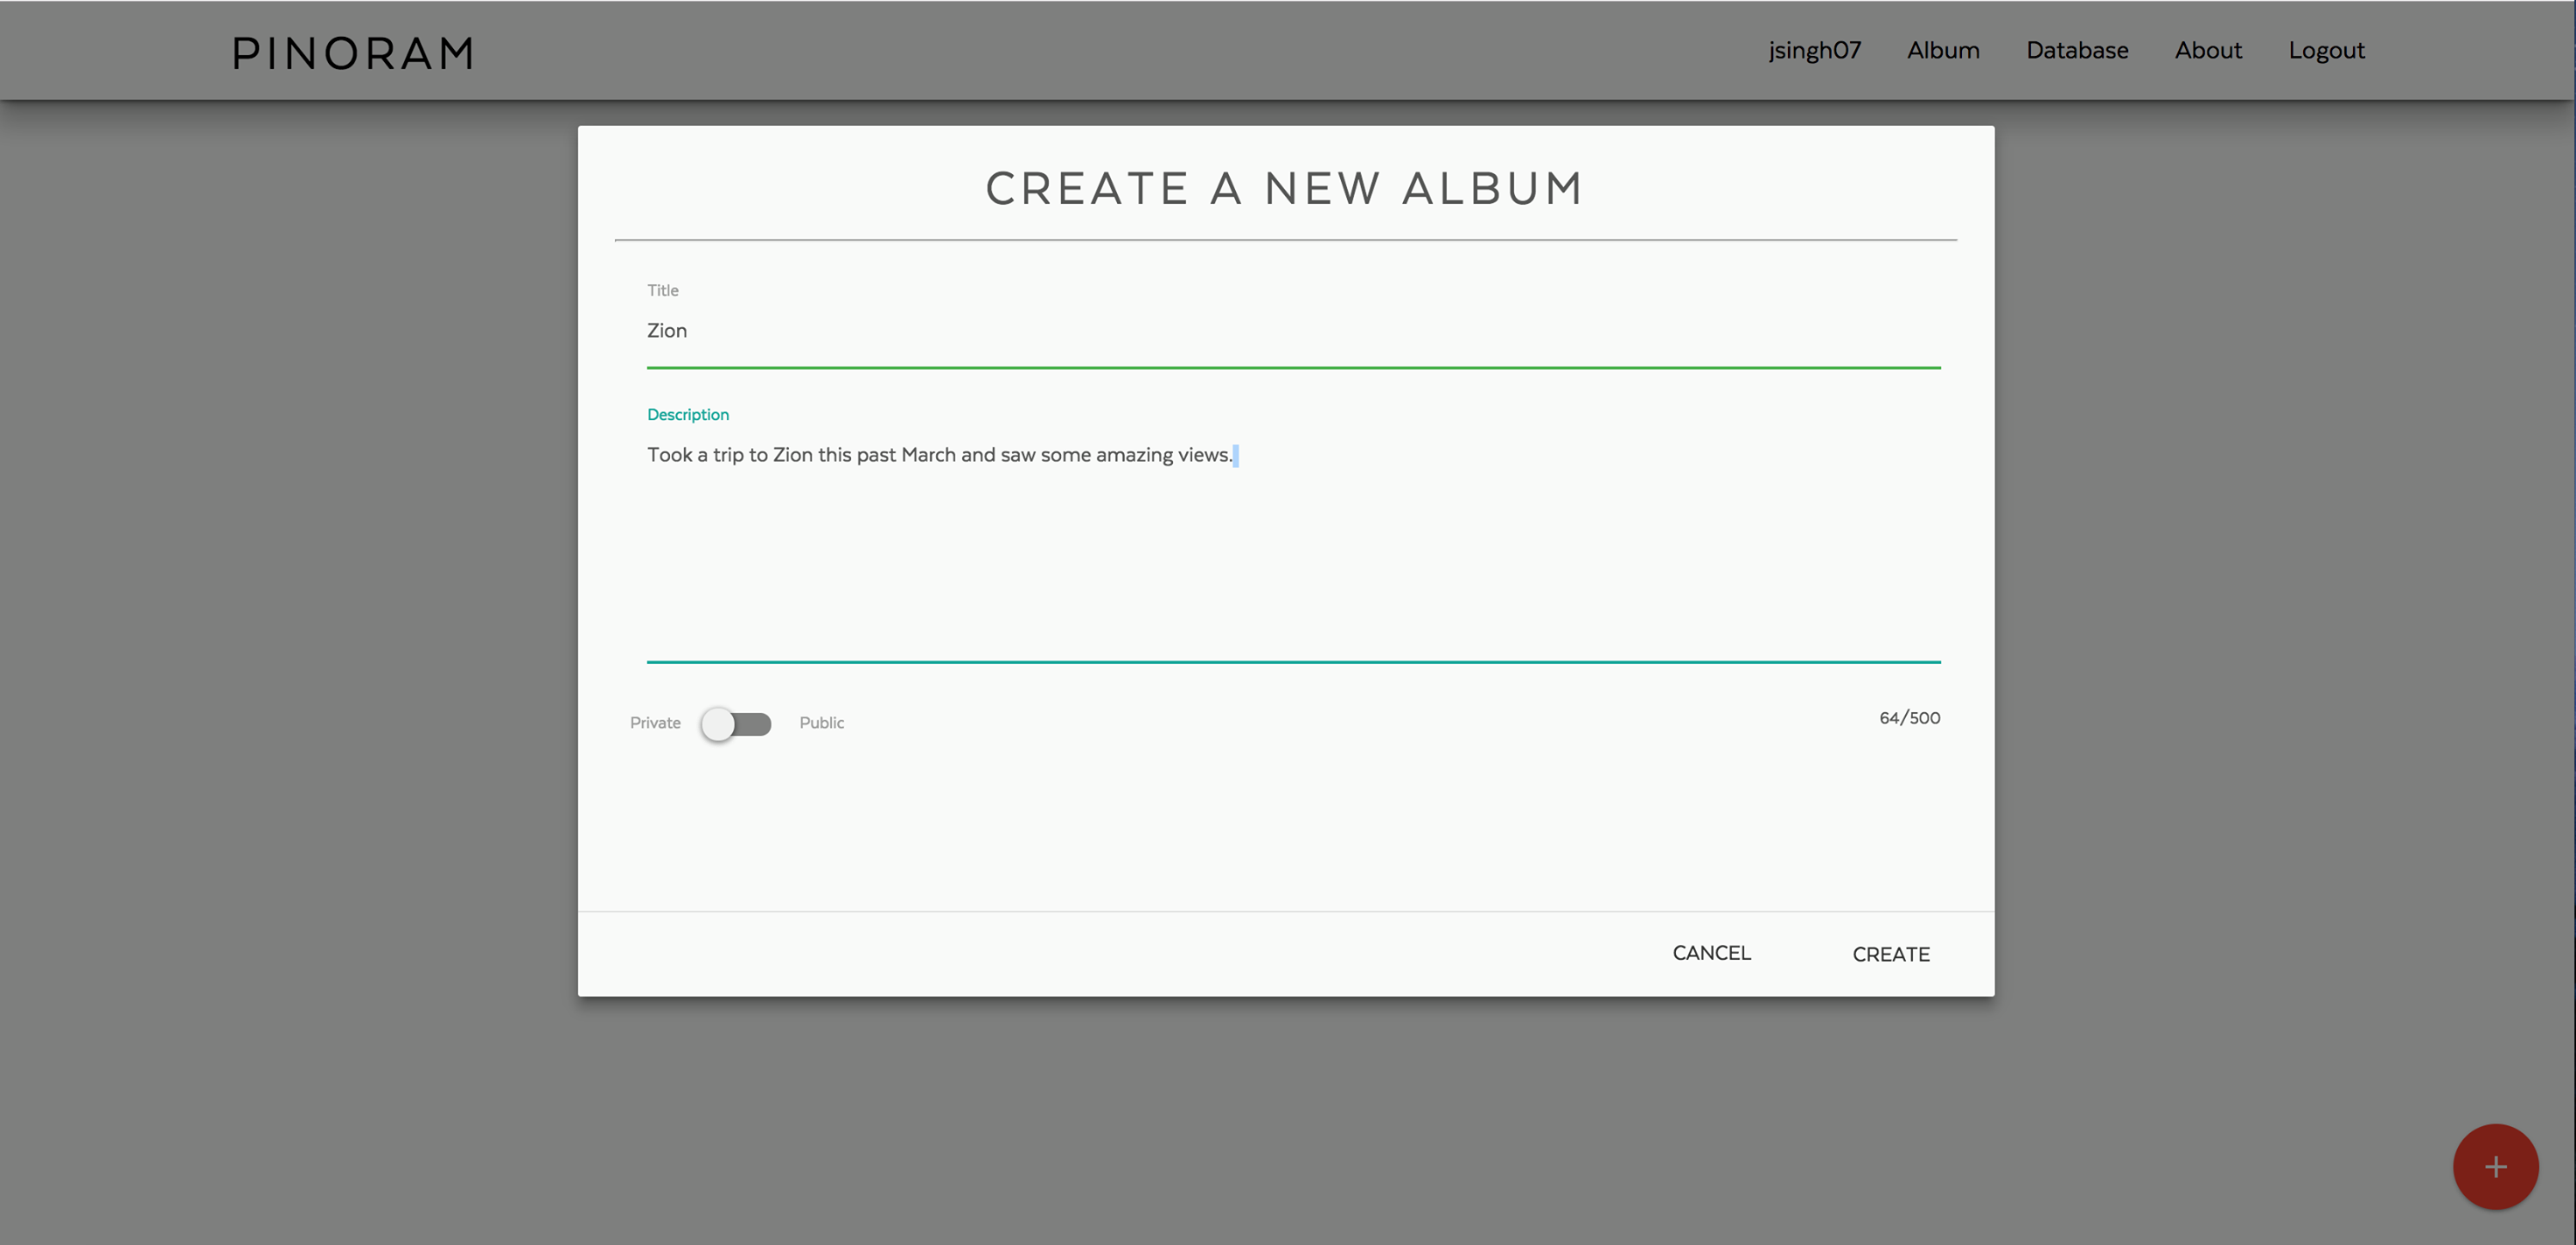 PINORAM
jsingh07 Album Database About Logout
CREATE A NEW ALBUM
Title
Zion
Description
Took a trip to Zion this past March and saw some amazing views.
Private Public 64/500
CANCEL CREATE
+